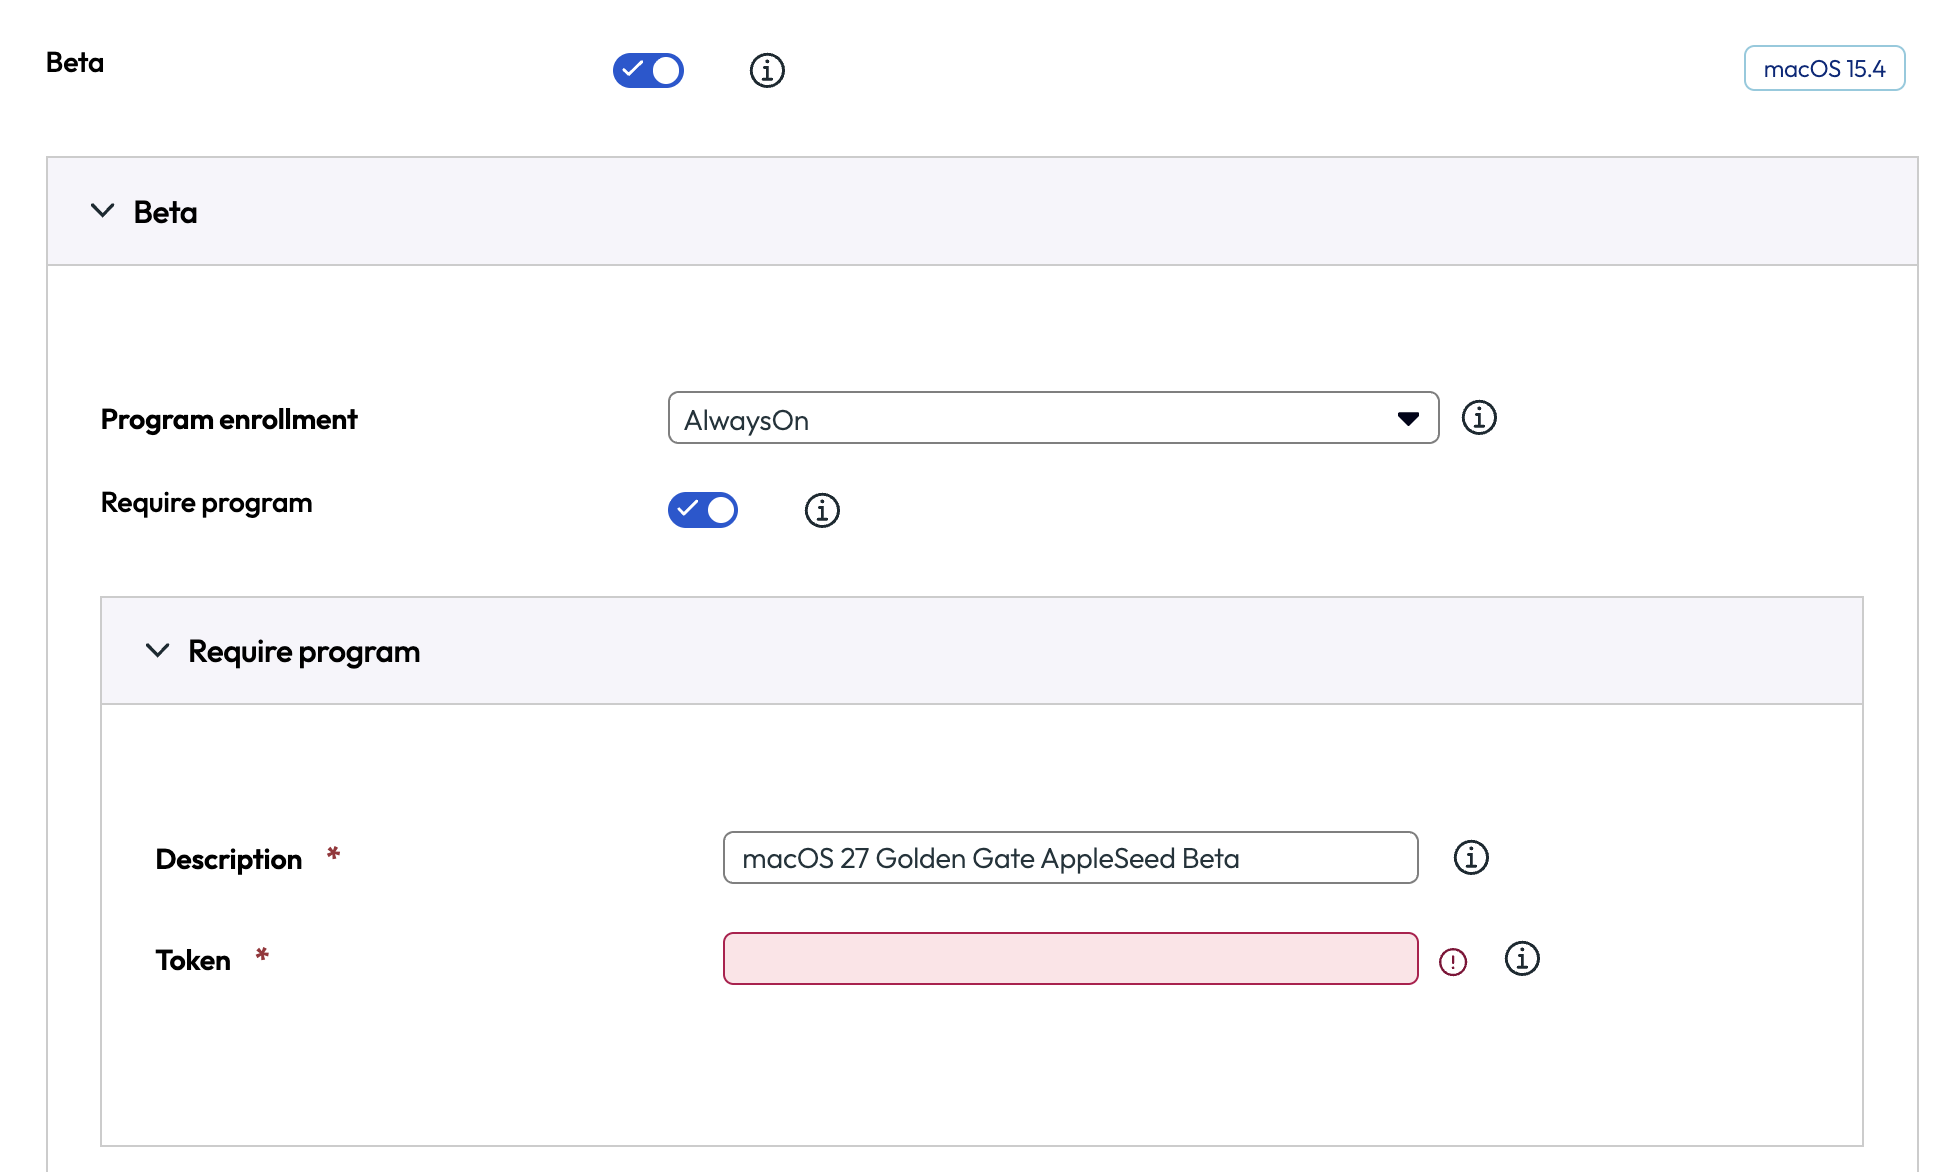 Beta
macOS 15.4
Beta
Program enrollment
AlwaysOn
Require program
Require program
Description *
macOS 27 Golden Gate AppleSeed Beta
Token *